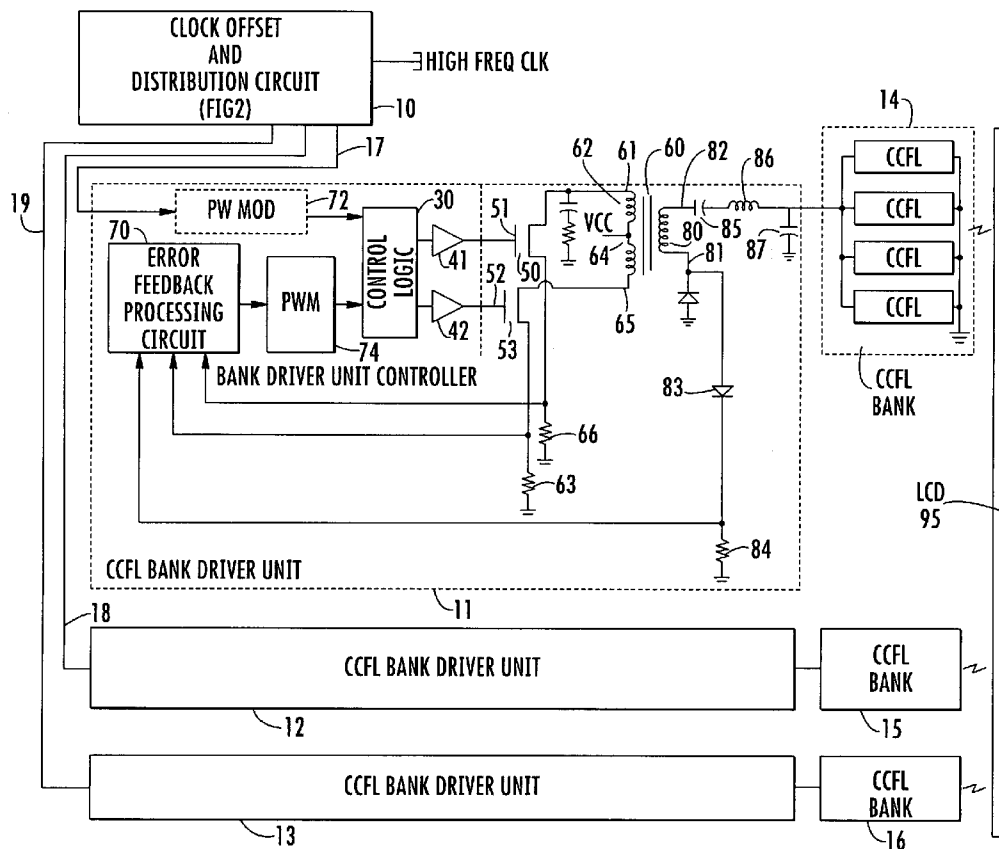 CLOCK OFFSET
AND
DISTRIBUTION CIRCUIT
(FIG2)
HIGH FREQ CLK
10
14
17
19
72
PW MOD
70
ERROR
FEEDBACK
PROCESSING
CIRCUIT
PWM
74
30
CONTROL
LOGIC
41
42
51
50
52
53
62
61
60
82
86
VCC
64
80
85
81
87
65
CCFL
CCFL
CCFL
CCFL
CCFL
BANK
BANK DRIVER UNIT CONTROLLER
83
66
63
84
LCD
95
CCFL BANK DRIVER UNIT
11
18
CCFL BANK DRIVER UNIT
12
CCFL
BANK
15
CCFL BANK DRIVER UNIT
13
CCFL
BANK
16